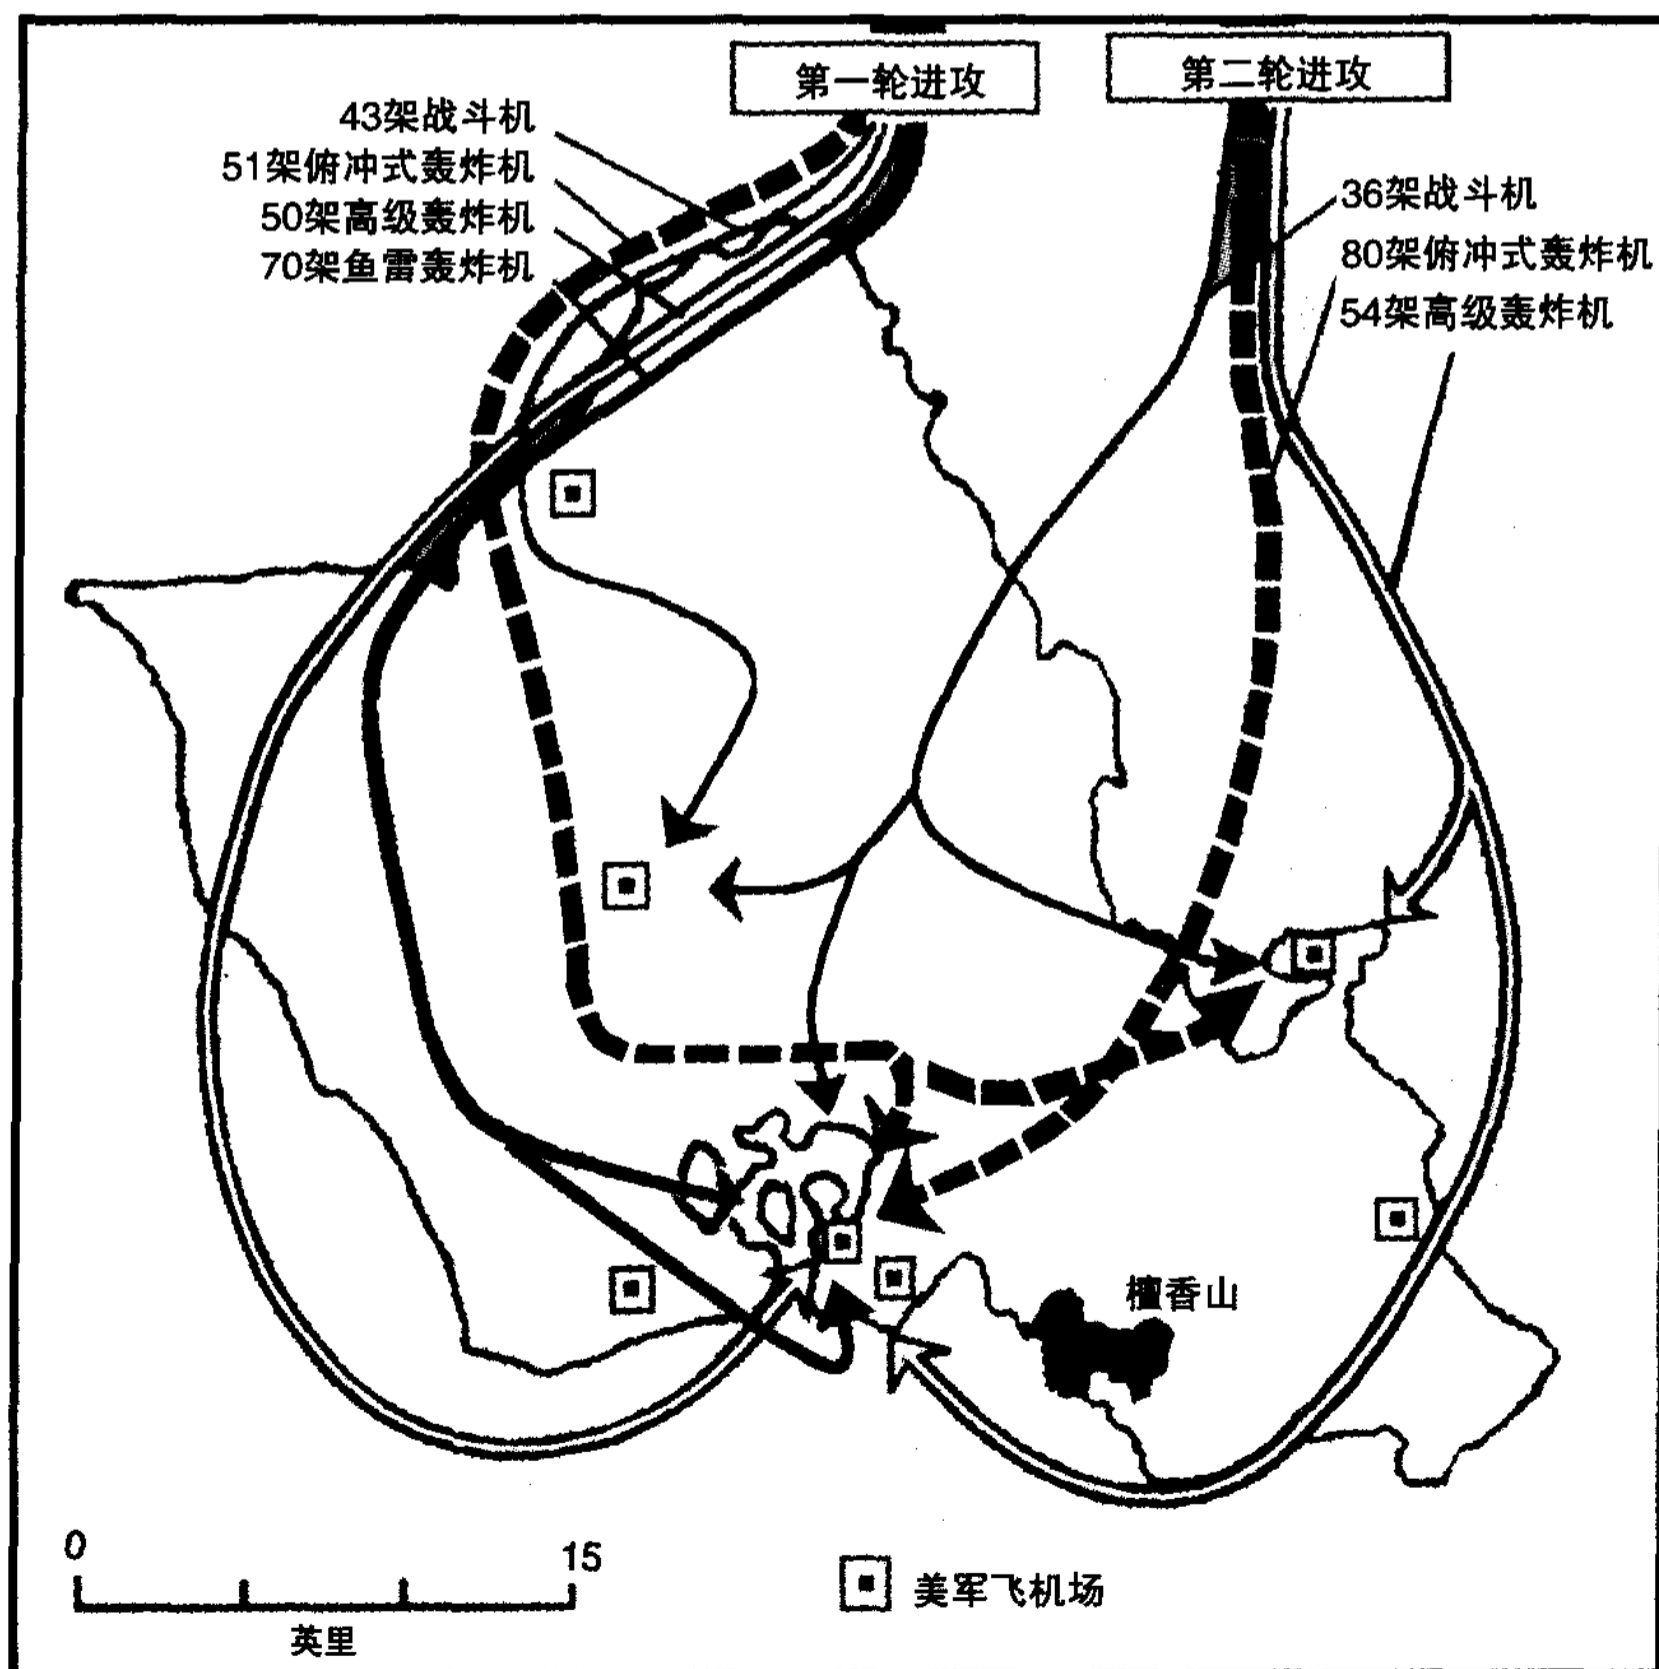 第一轮进攻
第二轮进攻
43架战斗机
51架俯冲式轰炸机
50架高级轰炸机
70架鱼雷轰炸机
36架战斗机
80架俯冲式轰炸机
54架高级轰炸机
檀香山
0
15
英里
美军飞机场